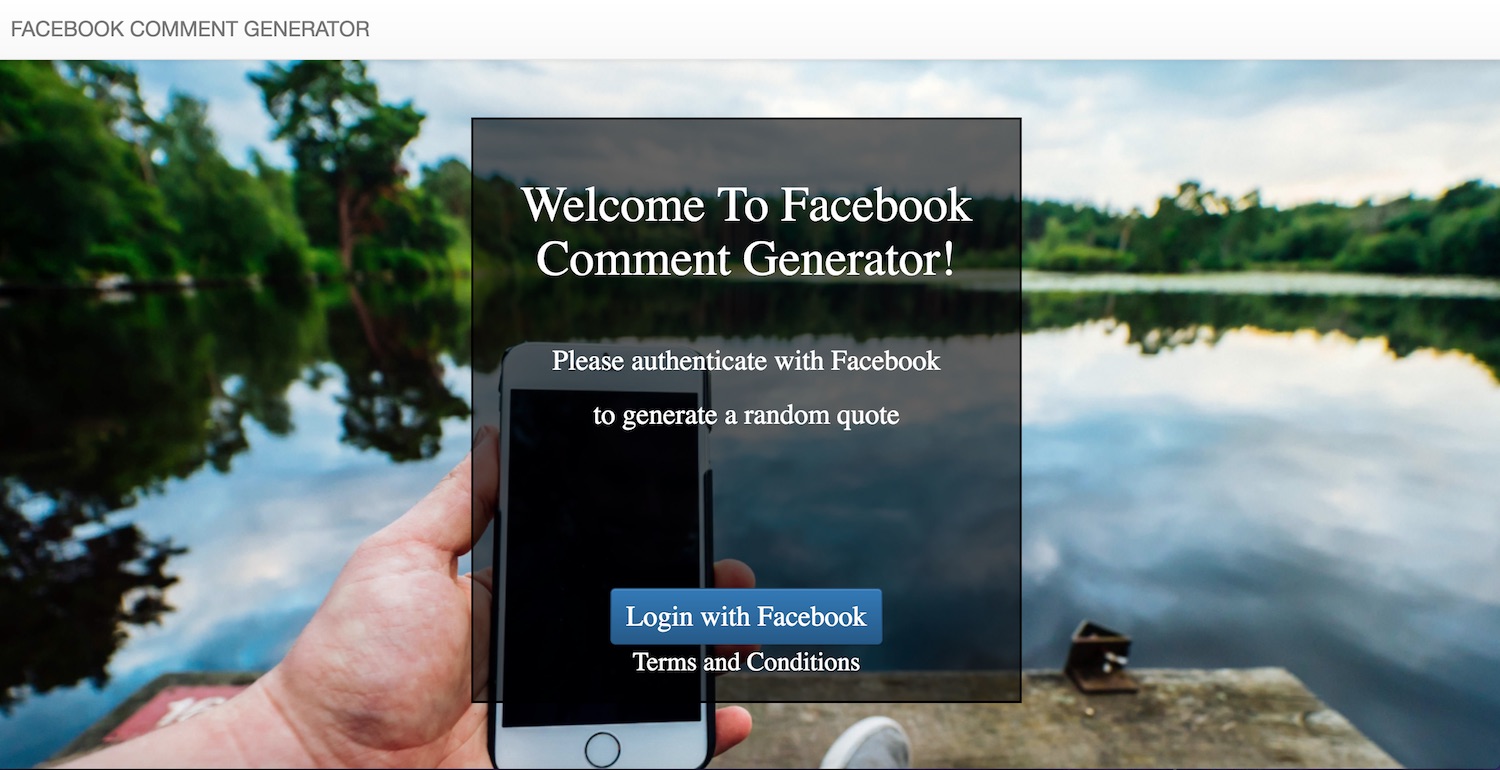 FACEBOOK COMMENT GENERATOR
Welcome To Facebook
Comment Generator!
Please authenticate with Facebook
to generate a random quote
Login with Facebook
Terms and Conditions